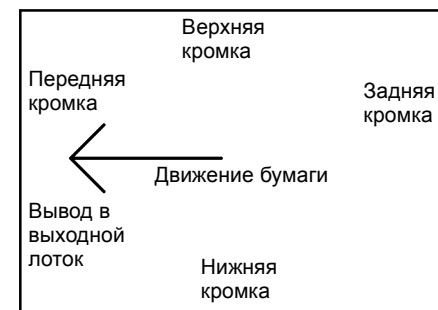 Верхняя
кромка
Передняя
кромка
Задняя
кромка
Движение бумаги
Вывод в
выходной
лоток
Нижняя
кромка